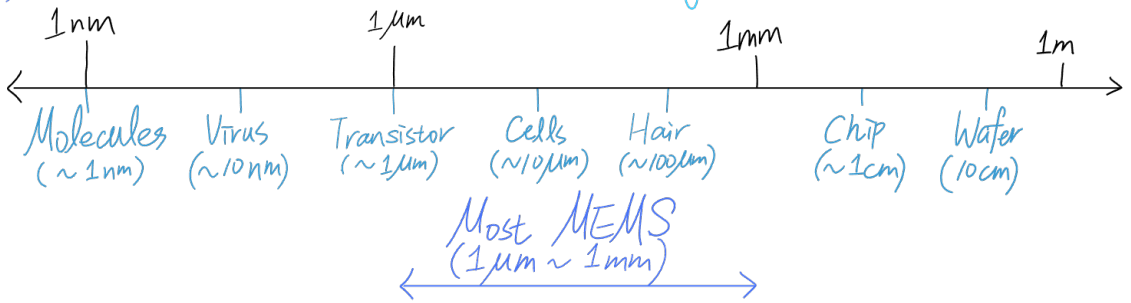 1nm 1μm 1mm 1m
Molecules Virus Transistor Cells Hair Chip Wafer
(~1nm) (~10nm) (~1μm) (~10μm) (~100μm) (~1cm) (10cm)
Most MEMS
(1μm ~ 1mm)